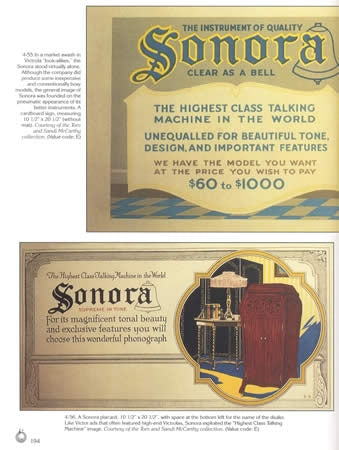 4-55. In a market awash in
Victrola "look-alikes," the
Sonora stood virtually alone.
Although the company did
produce some inexpensive
and conventionally boxy
models, the general image of
Sonora was founded on the
pneumatic appearance of its
better instruments. A
cardboard sign, measuring
10 1/2" x 20 1/2" (without
mat). Courtesy of the Tom
and Sandi McCarthy
collection. (Value code: E)
THE INSTRUMENT OF QUALITY
Sonora
CLEAR AS A BELL
THE HIGHEST CLASS TALKING
MACHINE IN THE WORLD
UNEQUALLED FOR BEAUTIFUL TONE,
DESIGN, AND IMPORTANT FEATURES
WE HAVE THE MODEL YOU WANT
AT THE PRICE YOU WISH TO PAY
$60 to $1000
The Highest Class Talking Machine in the World
Sonora
SUPREME IN TONE
For its magnificent tonal beauty
and exclusive features you will
choose this wonderful phonograph
4-56. A Sonora placard, 10 1/2" x 20 1/2", with space at the bottom left for the name of the dealer.
Like Victor ads that often featured high-end Victrolas, Sonora exploited the "Highest Class Talking
Machine" image. Courtesy of the Tom and Sandi McCarthy collection. (Value code: E)
194